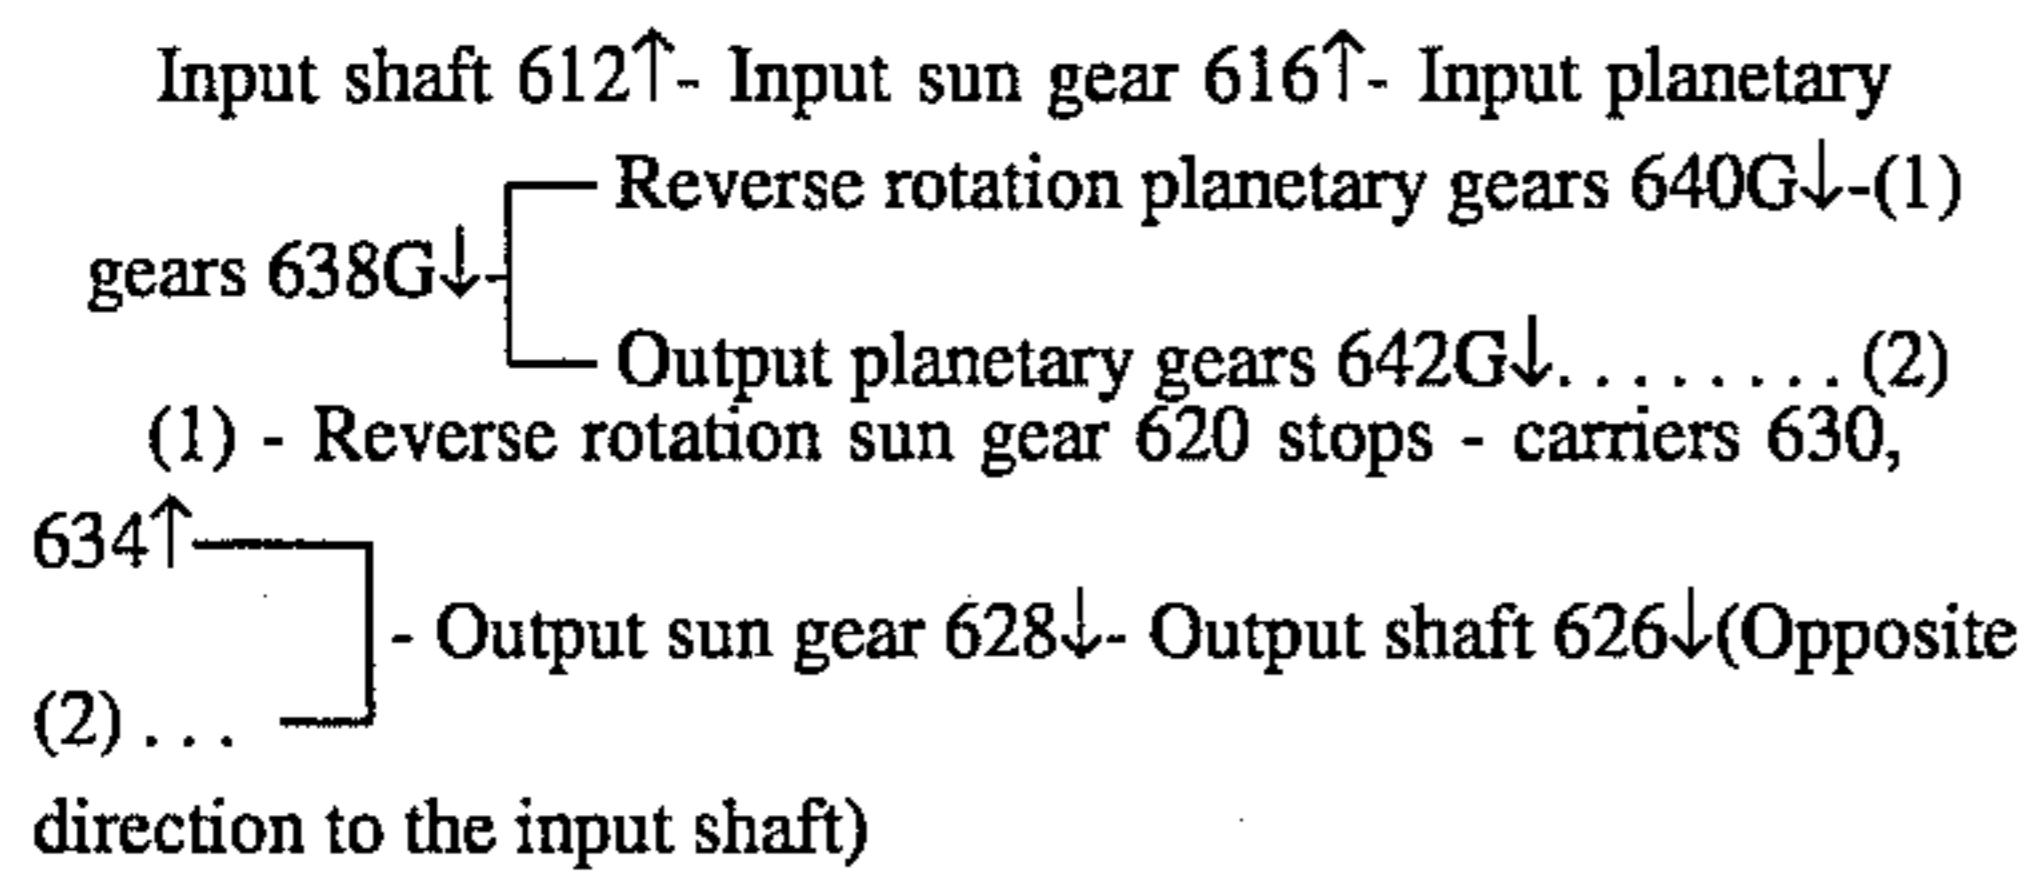 Input shaft 612↑- Input sun gear 616↑- Input planetary
Reverse rotation planetary gears 640G↓-(1)
gears 638G↓-
Output planetary gears 642G↓. . . . . . . . (2)
(1) - Reverse rotation sun gear 620 stops - carriers 630,
634↑
- Output sun gear 628↓- Output shaft 626↓(Opposite
(2) . . .
direction to the input shaft)